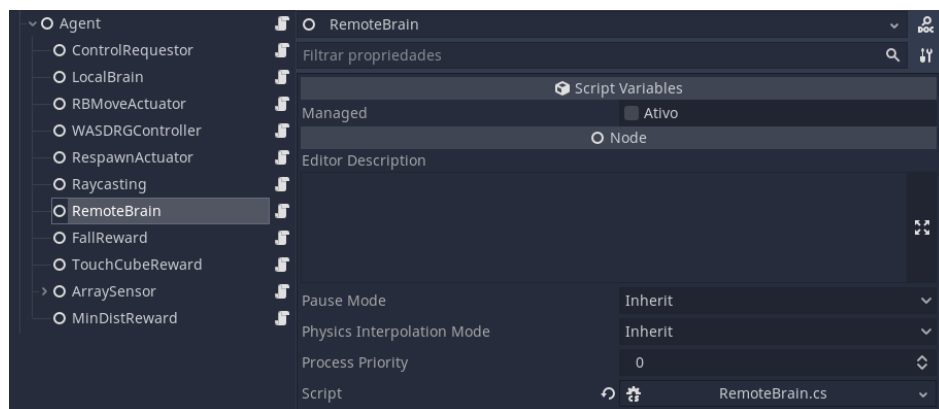 Agent
ControlRequestor
LocalBrain
RBMoveActuator
WASDRGController
RespawnActuator
Raycasting
RemoteBrain
FallReward
TouchCubeReward
ArraySensor
MinDistReward
RemoteBrain
DOC
Filtrar propriedades
Script Variables
Managed Ativo
Node
Editor Description
Pause Mode Inherit
Physics Interpolation Mode Inherit
Process Priority 0
Script RemoteBrain.cs